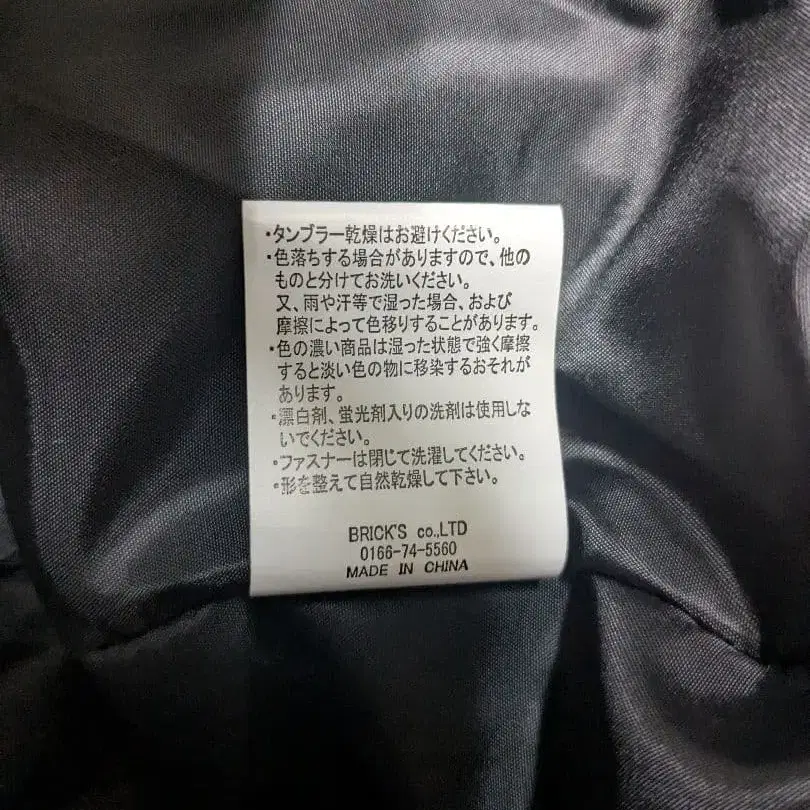 ・タンブラー乾燥はお避けください。
・色落ちする場合がありますので、他の
ものと分けてお洗いください。
又、雨や汗等で湿った場合、および
摩擦によって色移りすることがあります。
・色の濃い商品は湿った状態で強く摩擦
すると淡い色の物に移染するおそれが
あります。
・漂白剤、蛍光剤入りの洗剤は使用しな
いでください。
・ファスナーは閉じて洗濯してください。
・形を整えて自然乾燥して下さい。
BRICK'S co.,LTD
0166-74-5560
MADE IN CHINA